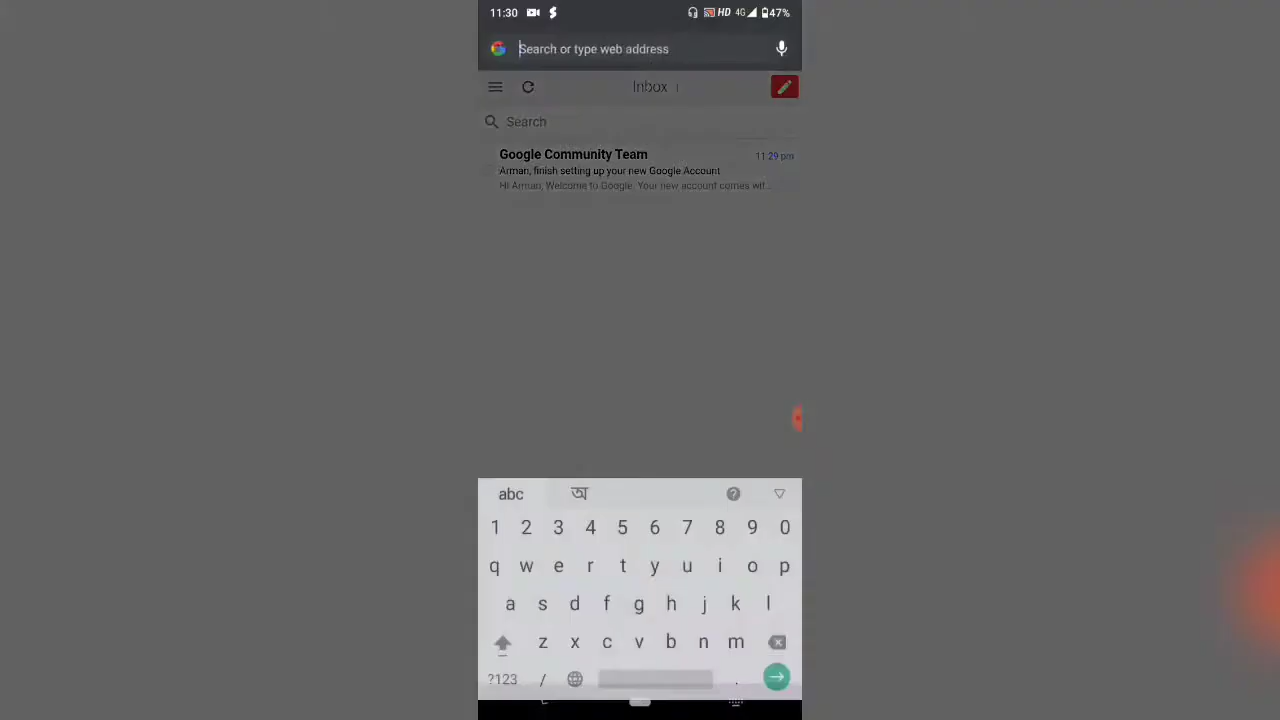 11:30 HD 4G 47%
Search or type web address
Inbox
Search
Google Community Team 11:29 pm
Arman, finish setting up your new Google Account
Hi Arman, Welcome to Google. Your new account comes wit...
abc অ ?
1 2 3 4 5 6 7 8 9 0
q w e r t y u i o p
a s d f g h j k l
z x c v b n m
?123 / .